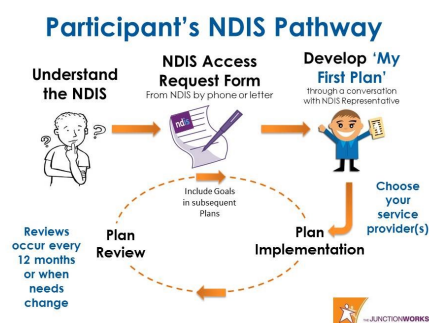 Participant's NDIS Pathway
Understand
the NDIS
NDIS Access
Request Form
From NDIS by phone or letter
Develop 'My
First Plan'
through a conversation
with NDIS Representative
? ?
ndis
Include Goals
in subsequent
Plans
Choose
your
service
provider(s)
Plan
Implementation
Plan
Review
Reviews
occur every
12 months
or when
needs
change
THE JUNCTIONWORKS